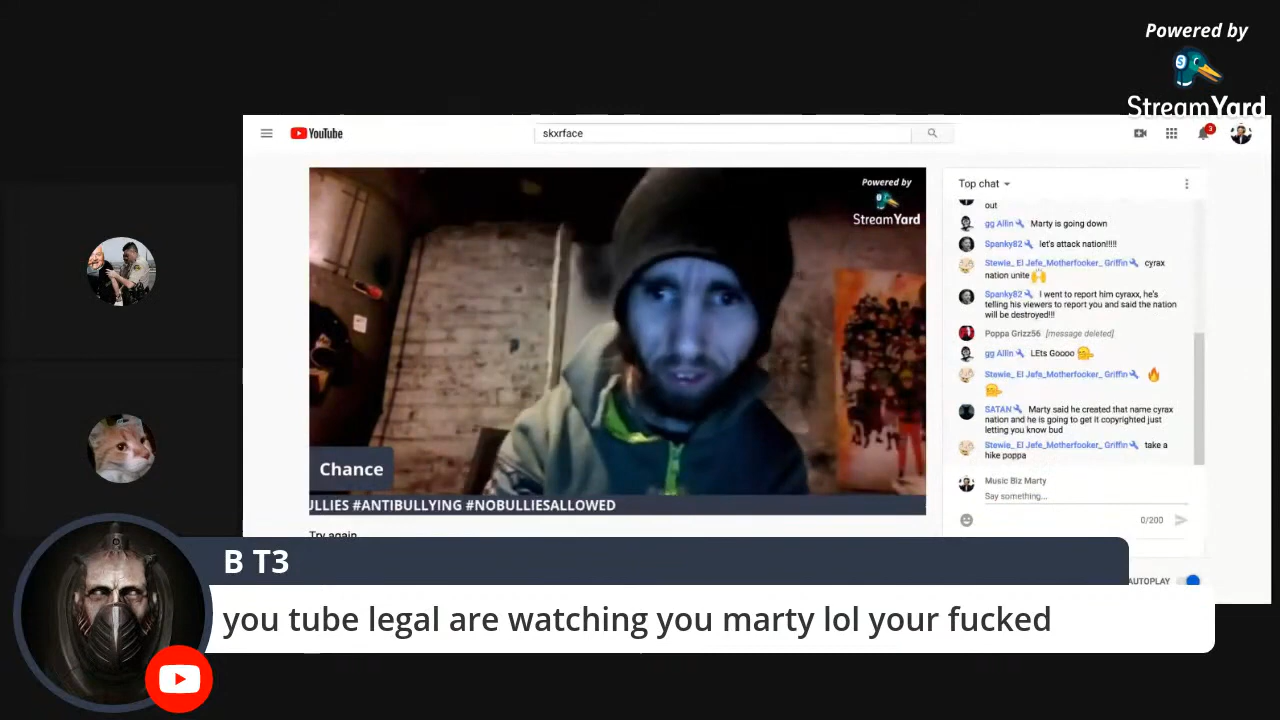 Powered by
StreamYard
YouTube
skxrface
3
Powered by
StreamYard
Chance
ULLIES #ANTIBULLYING #NOBULLIESALLOWED
Try again
Top chat
out
gg Allin Marty is going down
Spanky82 let's attack nation!!!!!
Stewie_ El Jefe_Motherfooker_ Griffin cyrax
nation unite
Spanky82 I went to report him cyraxx, he's
telling his viewers to report you and said the nation
will be destroyed!!!
Poppa Grizz56 [message deleted]
gg Allin LEts Goooo
Stewie_ El Jefe_Motherfooker_ Griffin
SATAN Marty said he created that name cyrax
nation and he is going to get it copyrighted just
letting you know bud
Stewie_ El Jefe_Motherfooker_ Griffin take a
hike poppa
Music Biz Marty
Say something...
0/200
AUTOPLAY
B T3
you tube legal are watching you marty lol your fucked